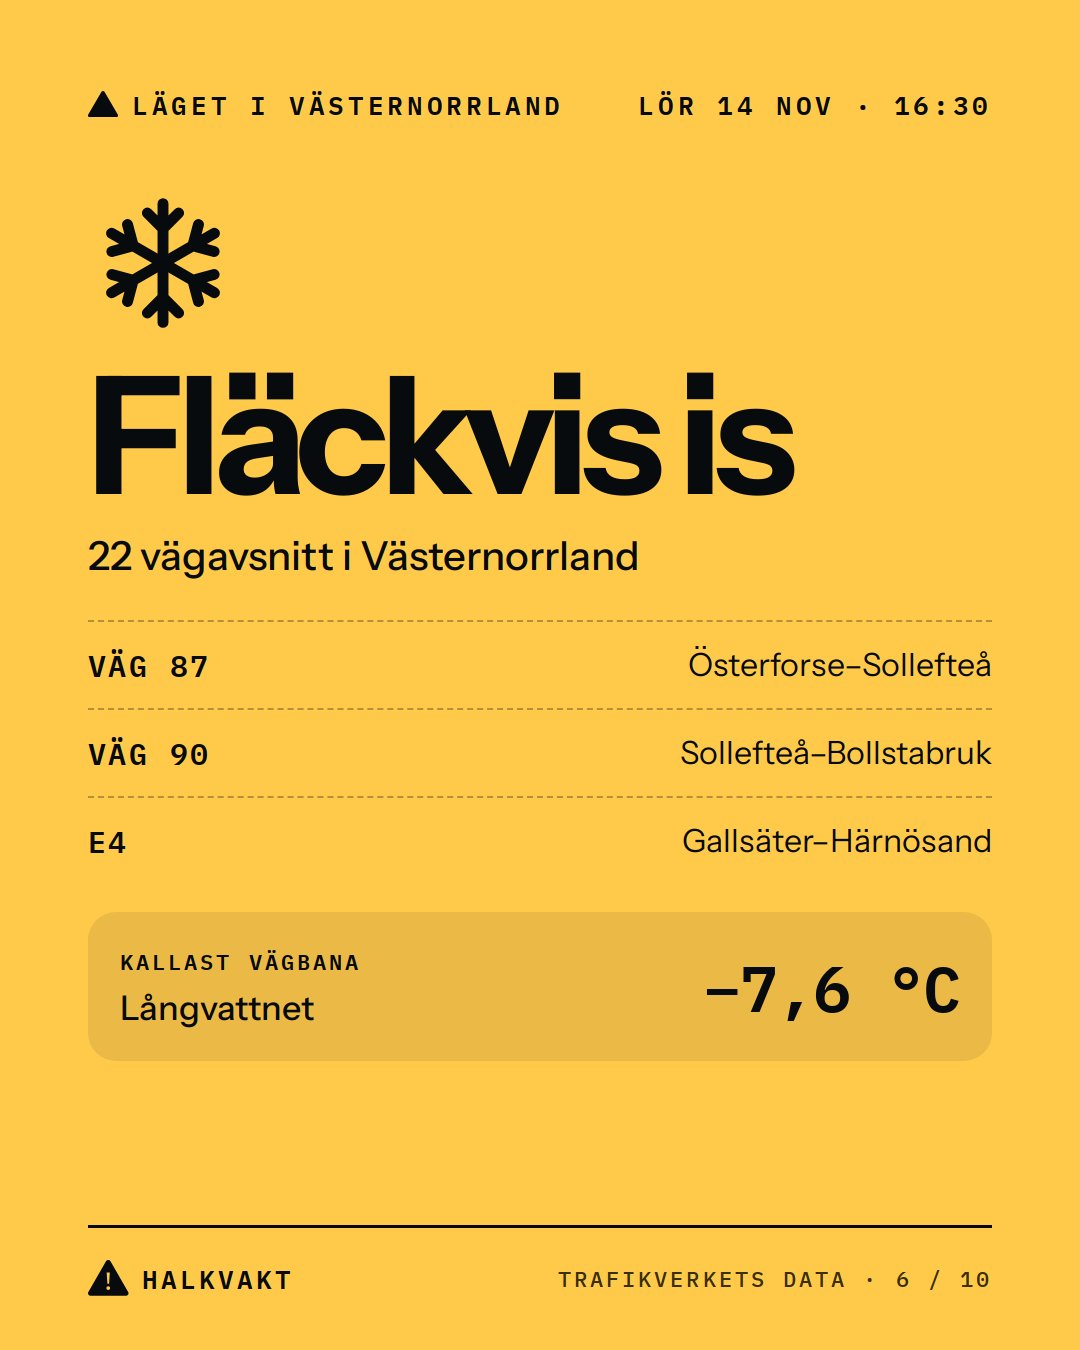 LÄGET I VÄSTERNORRLAND LÖR 14 NOV · 16:30
Fläckvis is
22 vägavsnitt i Västernorrland
VÄG 87 Österforse–Sollefteå
VÄG 90 Sollefteå–Bollstabruk
E4 Gallsäter–Härnösand
KALLAST VÄGBANA
Långvattnet −7,6 °C
HALKVAKT TRAFIKVERKETS DATA · 6 / 10